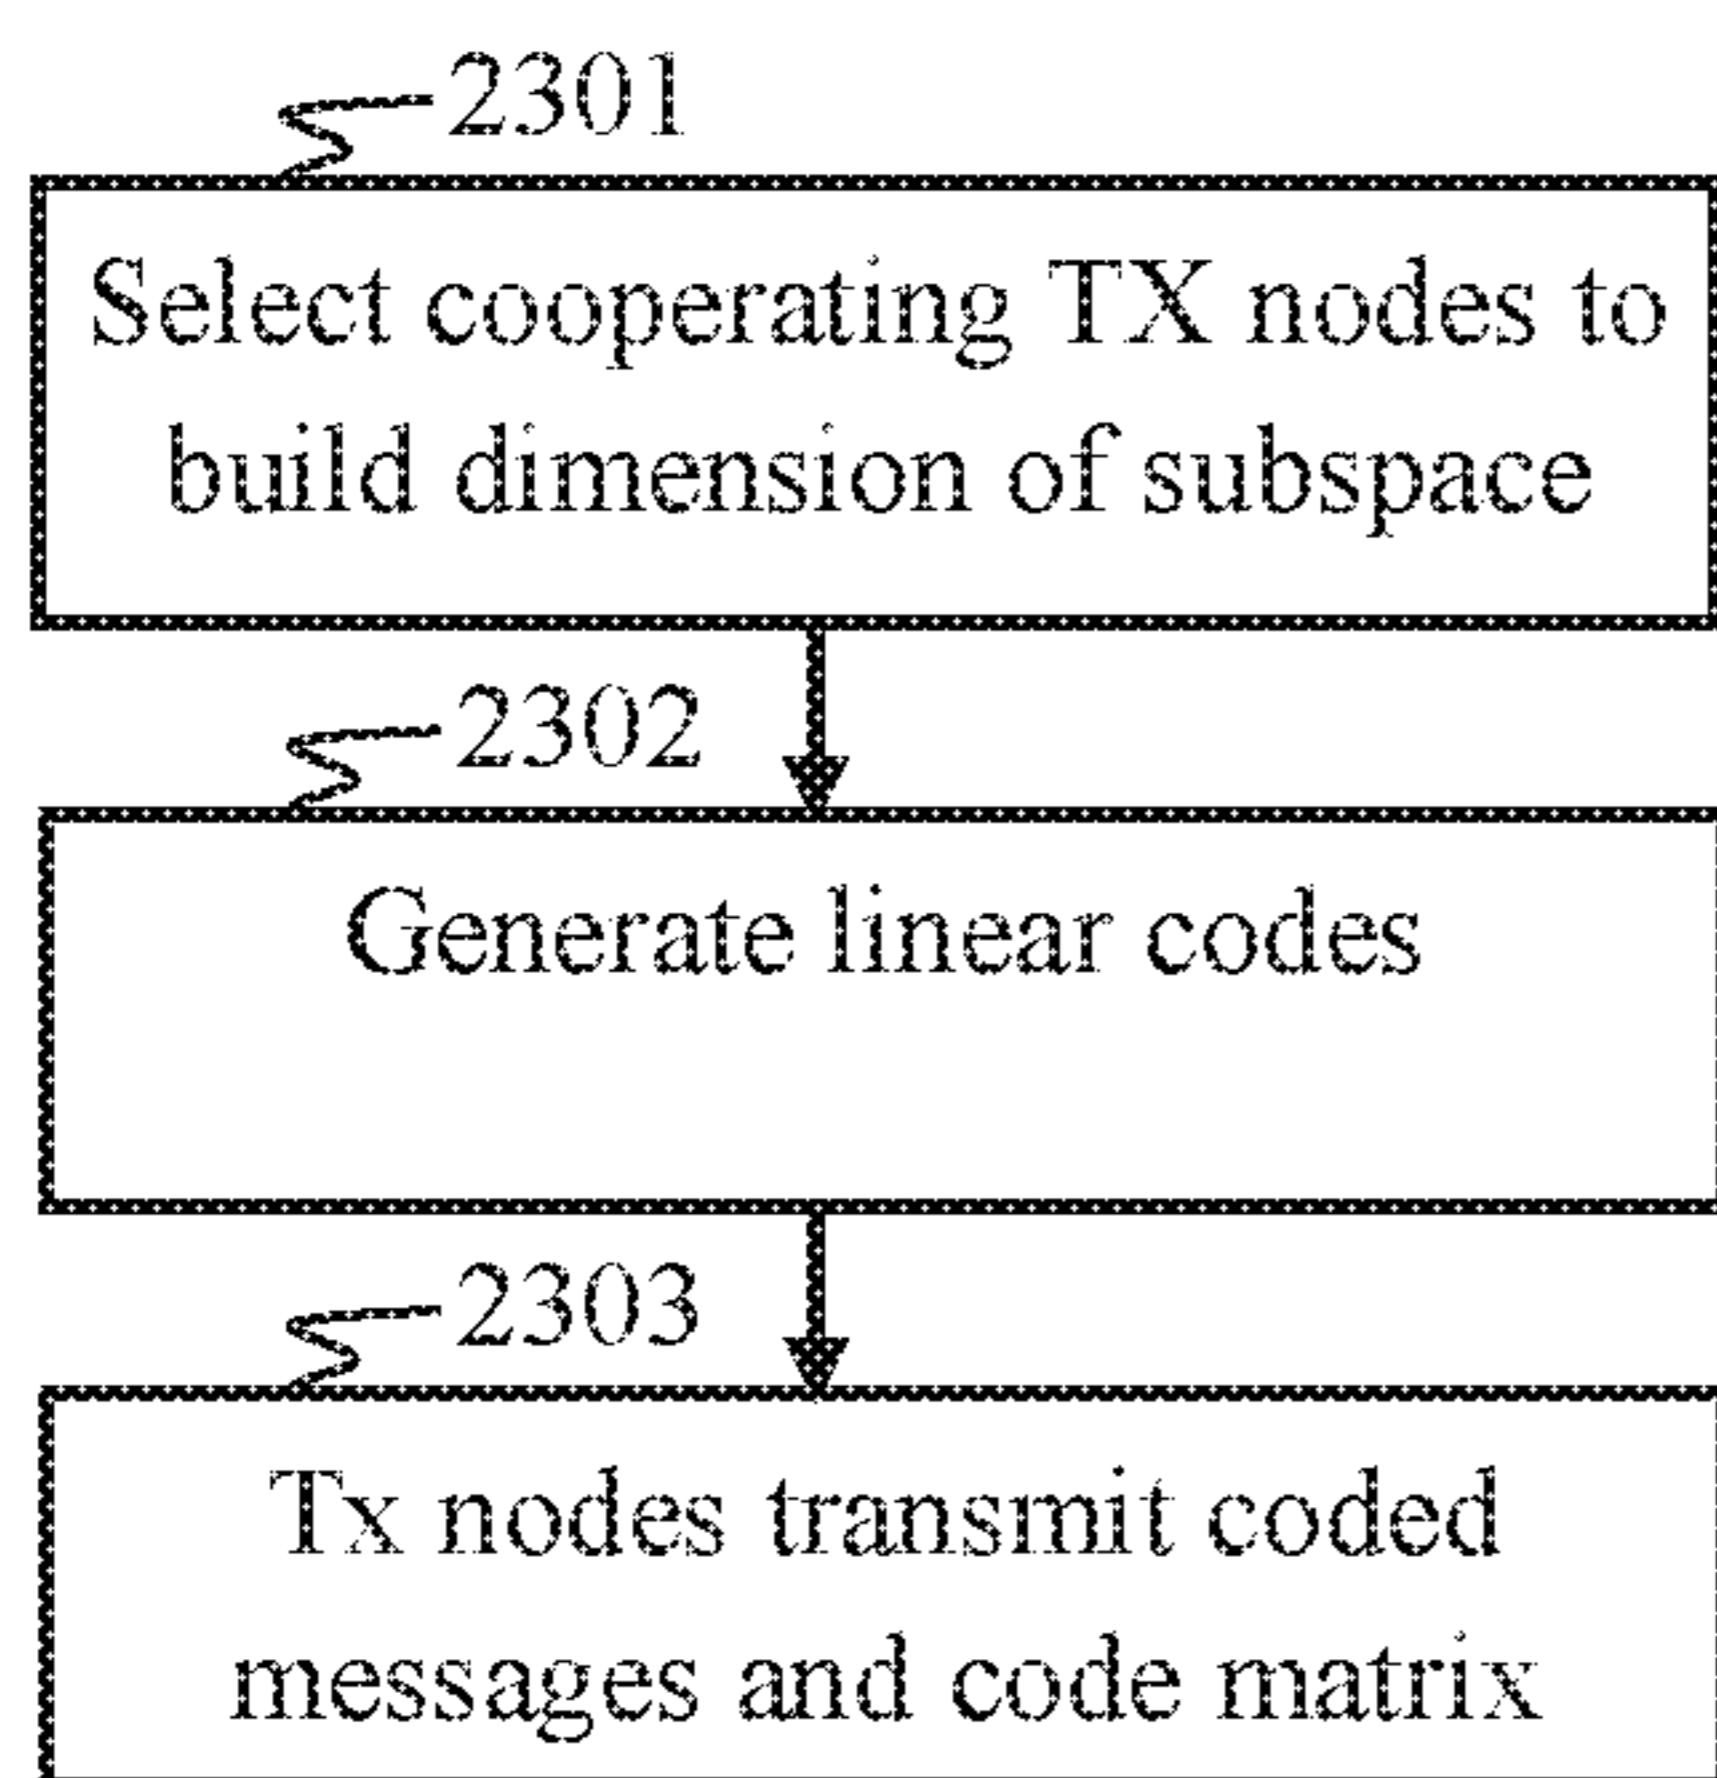 2301
Select cooperating TX nodes to
build dimension of subspace
2302
Generate linear codes
2303
Tx nodes transmit coded
messages and code matrix